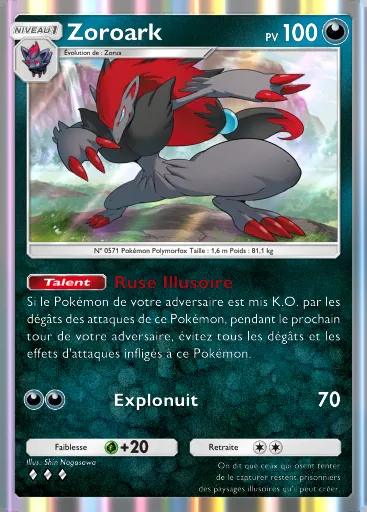 NIVEAU 1
Zoroark
PV 100
Évolution de : Zorua
N° 0571 Pokémon Polymorfox Taille : 1,6 m Poids : 81,1 kg
Talent Ruse Illusoire
Si le Pokémon de votre adversaire est mis K.O. par les
dégâts des attaques de ce Pokémon, pendant le prochain
tour de votre adversaire, évitez tous les dégâts et les
effets d'attaques infligés à ce Pokémon.
Explonuit 70
Faiblesse +20 Retraite
Illus. Shin Nagasawa
On dit que ceux qui osent tenter
de le capturer restent prisonniers
des paysages illusoires qu'il peut créer.